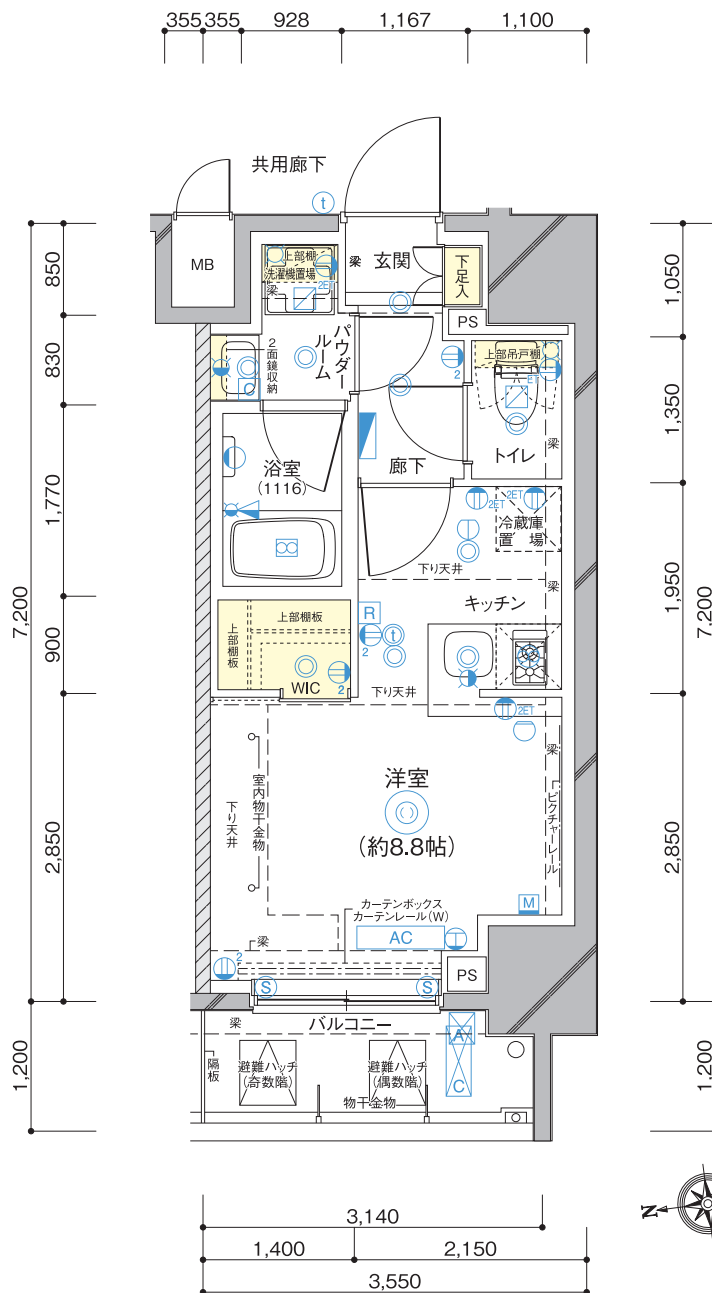 355 355 928 1,167 1,100
共用廊下
t
MB
上部棚
洗濯機置場
2ET
梁
梁
玄関
下足入
PS
850
1,050
830
パウダールーム
2面鏡収納
C
2
上部吊戸棚
ET
トイレ
梁
1,350
浴室
(1116)
廊下
1,770
2ET
2ET
冷蔵庫置場
下り天井
梁
キッチン
1,950
7,200
7,200
900
上部棚板
上部棚板
R
2
t
WIC
2
下り天井
2ET
梁
洋室
(約8.8帖)
室内物干金物
下り天井
ピクチャーレール
2,850
2,850
カーテンボックス
カーテンレール(W)
M
梁
AC
2
PS
S
S
バルコニー
梁
隔板
避難ハッチ
(奇数階)
避難ハッチ
(偶数階)
A
C
物干金物
1,200
1,200
N
3,140
1,400 2,150
3,550